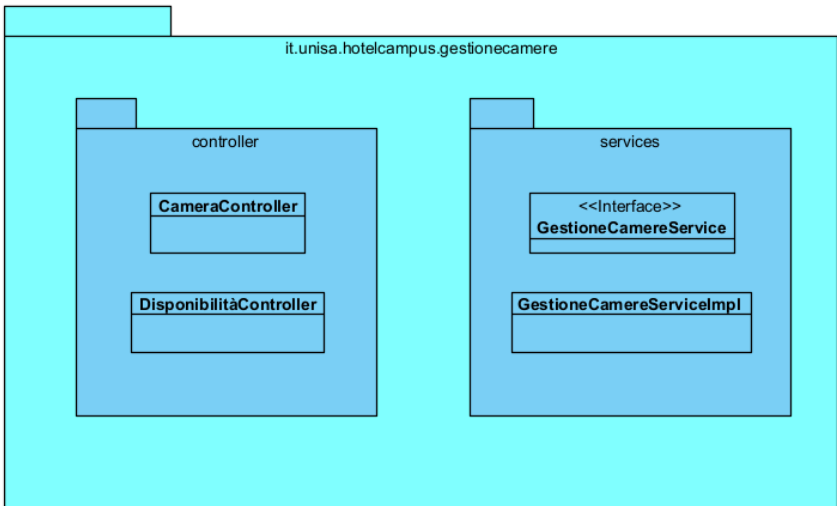 it.unisa.hotelcampus.gestionecamere
controller
CameraController
DisponibilitàController
services
<<Interface>>
GestioneCamereService
GestioneCamereServiceImpl